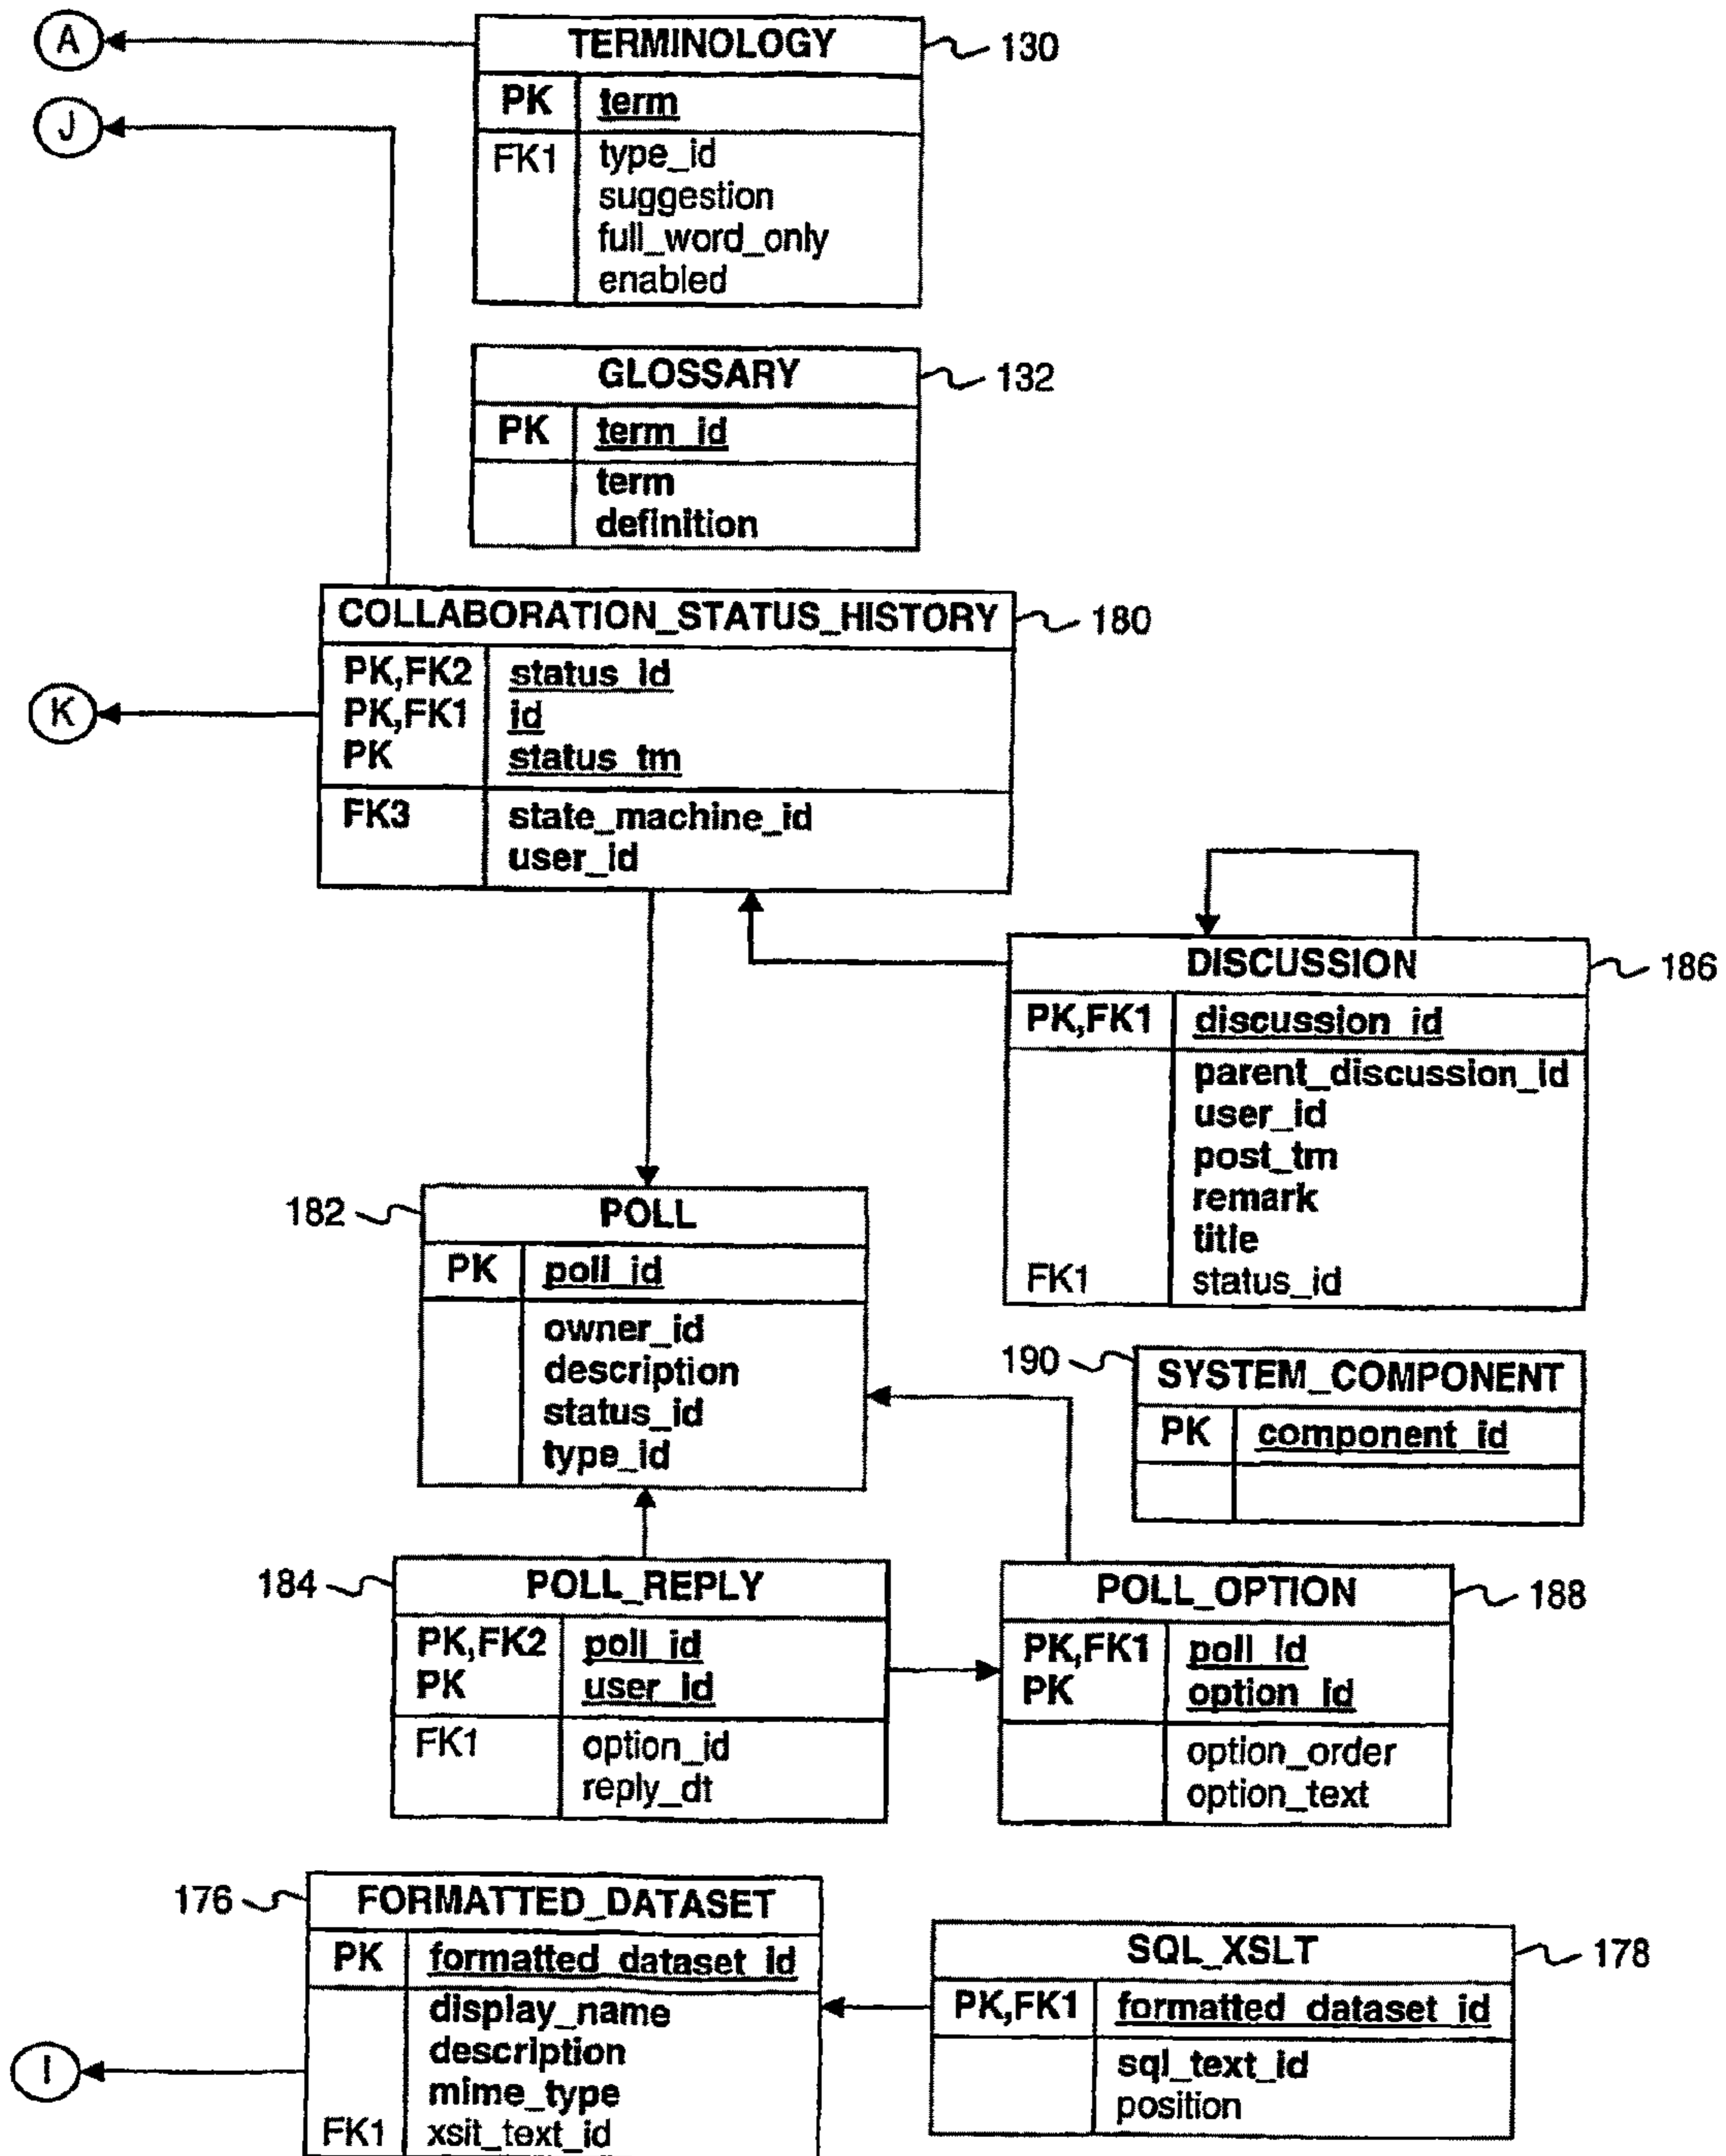 A
TERMINOLOGY
130
PK term
FK1 type_id
suggestion
full_word_only
enabled
J
GLOSSARY
132
PK term_id
term
definition
COLLABORATION_STATUS_HISTORY
180
PK,FK2 status_id
PK,FK1 id
PK status_tm
FK3 state_machine_id
user_id
K
DISCUSSION
186
PK,FK1 discussion_id
parent_discussion_id
user_id
post_tm
remark
title
FK1 status_id
182
POLL
PK poll_id
owner_id
description
status_id
type_id
190
SYSTEM_COMPONENT
PK component_id
184
POLL_REPLY
PK,FK2 poll_id
PK user_id
FK1 option_id
reply_dt
POLL_OPTION
188
PK,FK1 poll_id
PK option_id
option_order
option_text
176
FORMATTED_DATASET
PK formatted_dataset_id
display_name
description
mime_type
FK1 xsit_text_id
I
SQL_XSLT
178
PK,FK1 formatted_dataset_id
sql_text_id
position